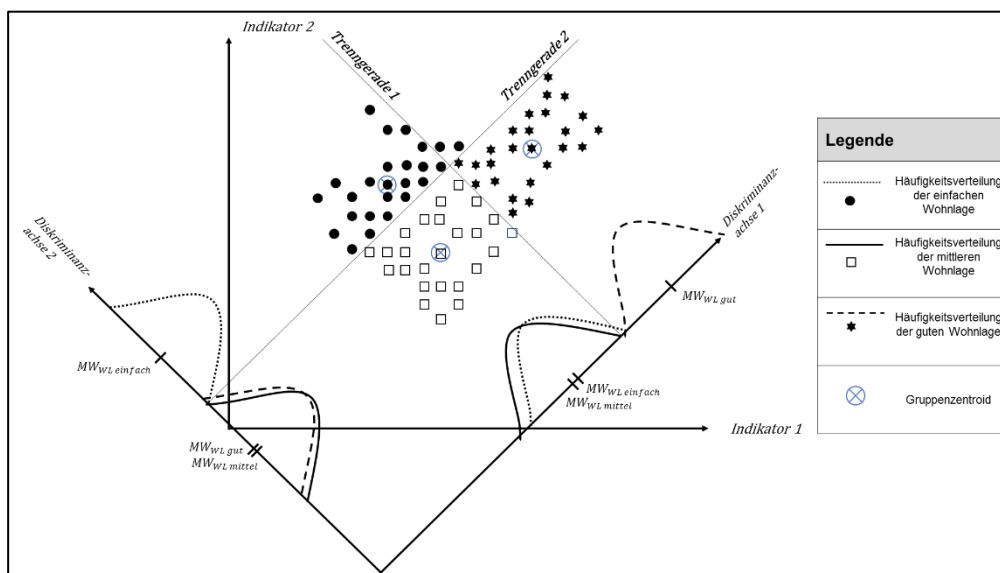 Indikator 2
Trenngerade 1
Trenngerade 2
Diskriminanz-
achse 2
Diskriminanz-
achse 1
MW_WL gut
MW_WL einfach
MW_WL einfach
MW_WL mittel
Indikator 1
MW_WL gut
MW_WL mittel
Legende
Häufigkeitsverteilung
der einfachen
Wohnlage
Häufigkeitsverteilung
der mittleren
Wohnlage
Häufigkeitsverteilung
der guten Wohnlage
Gruppenzentroid